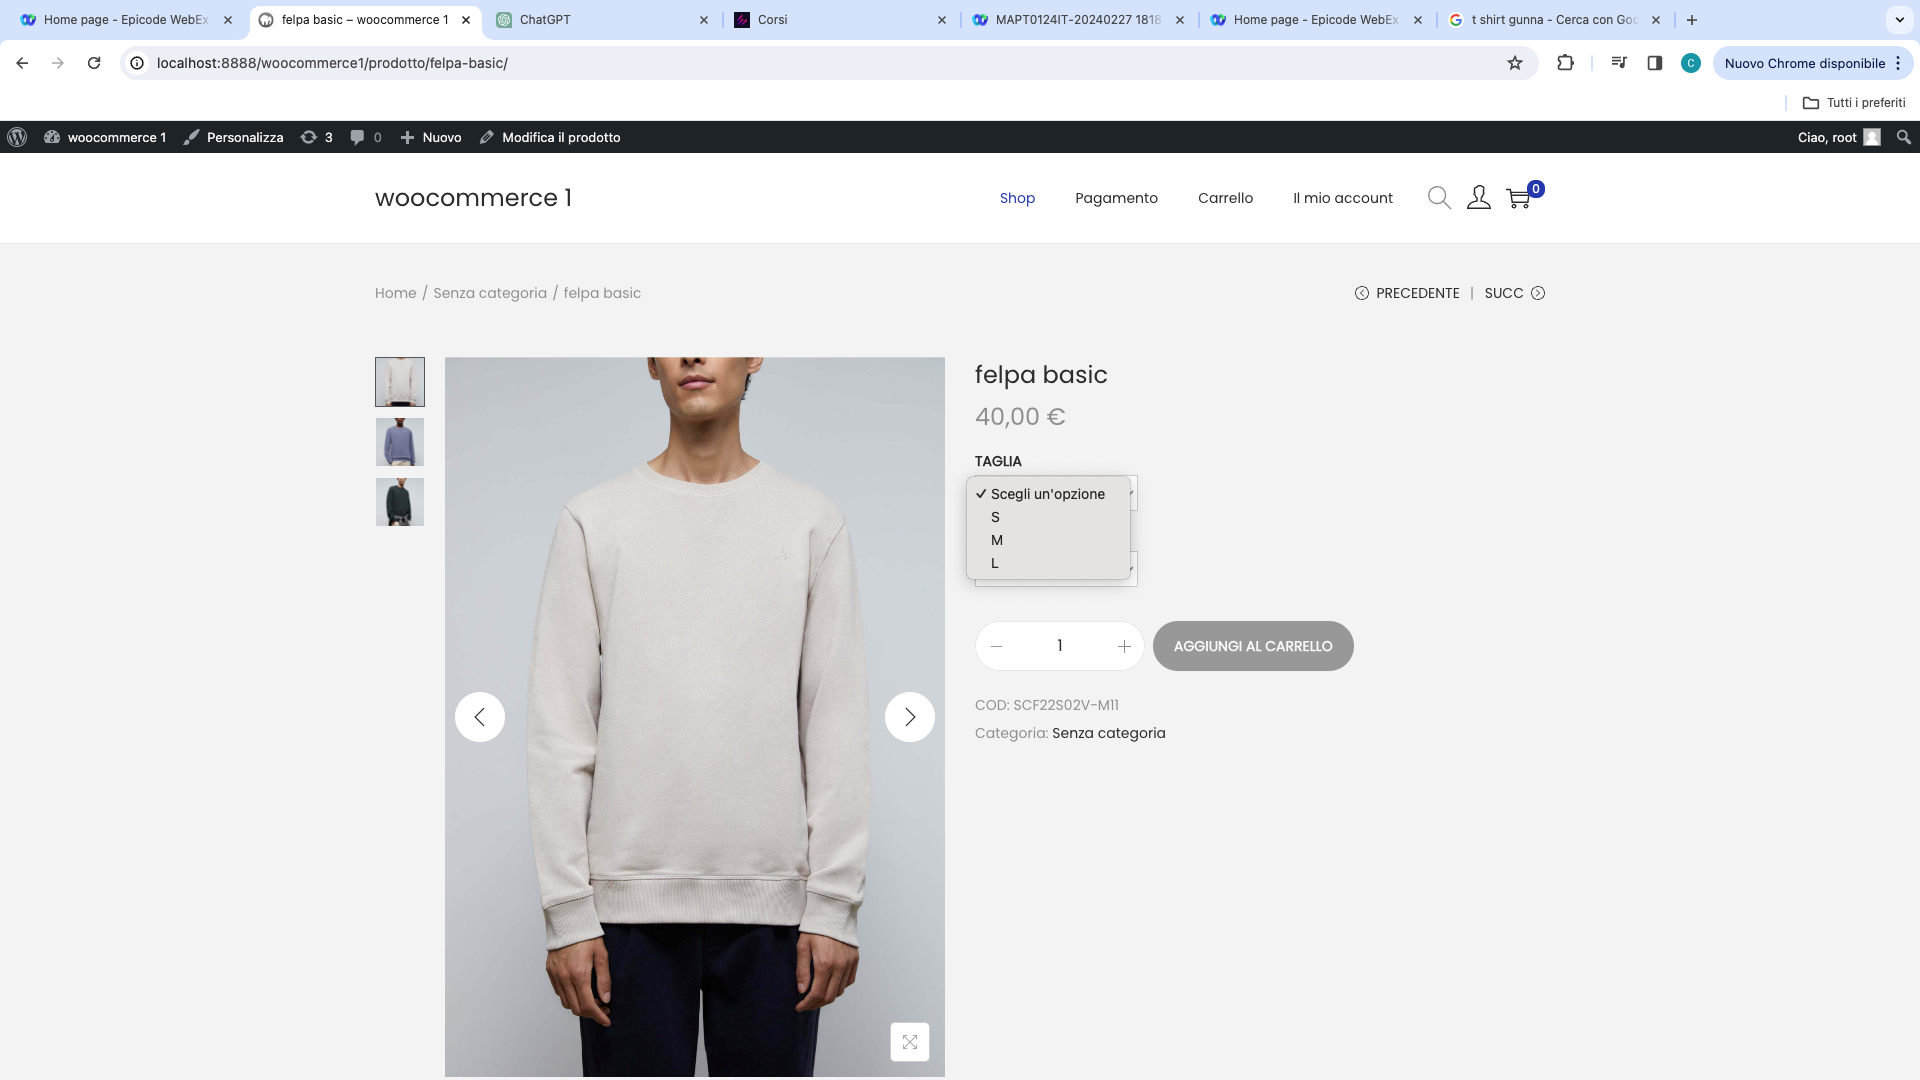 Home page - Epicode WebEx
felpa basic – woocommerce 1
ChatGPT
Corsi
MAPT0124IT-20240227 1818
Home page - Epicode WebEx
t shirt gunna - Cerca con Goo
localhost:8888/woocommerce1/prodotto/felpa-basic/
C
Nuovo Chrome disponibile
Tutti i preferiti
woocommerce 1
Personalizza
3
0
Nuovo
Modifica il prodotto
Ciao, root
woocommerce 1
Shop
Pagamento
Carrello
Il mio account
0
Home / Senza categoria / felpa basic
PRECEDENTE | SUCC
felpa basic
40,00 €
TAGLIA
Scegli un'opzione
S
M
L
1
AGGIUNGI AL CARRELLO
COD: SCF22S02V-M11
Categoria: Senza categoria